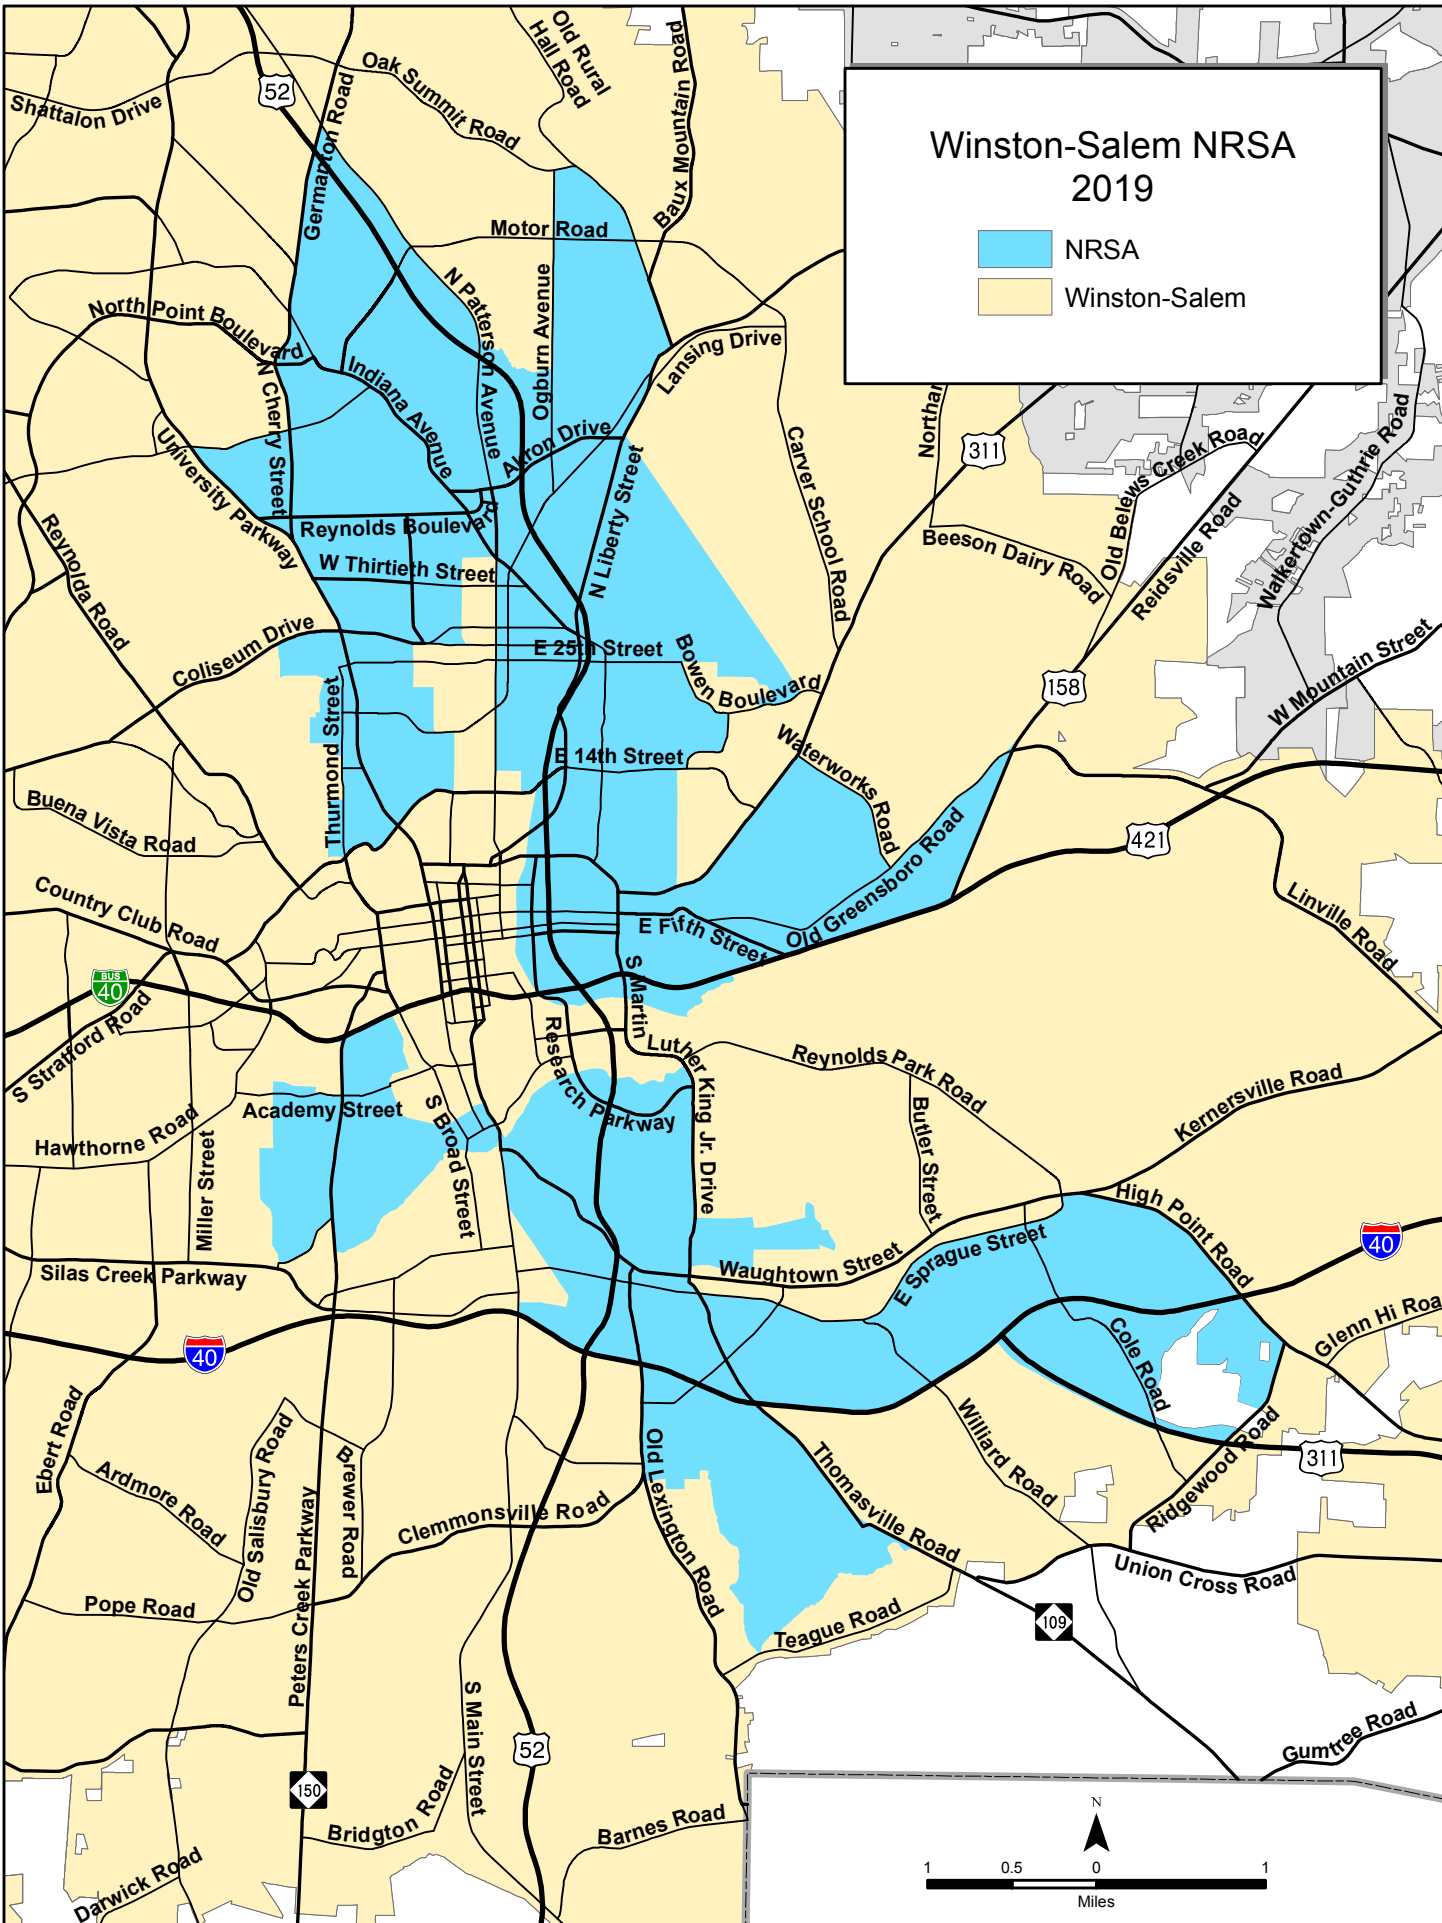 Winston-Salem NRSA
2019
NRSA
Winston-Salem
Shattalon Drive
52
Germanton Road
Oak Summit Road
Old Rural
Hall Road
Baux Mountain Road
Motor Road
N Patterson Avenue
Ogburn Avenue
North Point Boulevard
N Cherry Street
Indiana Avenue
Lansing Drive
Akron Drive
University Parkway
Reynolds Boulevard
W Thirtieth Street
N Liberty Street
Carver School Road
Northam
311
Old Belews Creek Road
Walkertown-Guthrie Road
Beeson Dairy Road
Reidsville Road
Reynolda Road
Coliseum Drive
E 25th Street
Bowen Boulevard
158
W Mountain Street
Thurmond Street
E 14th Street
Waterworks Road
Buena Vista Road
421
Country Club Road
Old Greensboro Road
E Fifth Street
Linville Road
BUS
40
S Stratford Road
S Martin
Luther
King Jr. Drive
Research Parkway
Reynolds Park Road
Butler Street
Kernersville Road
Academy Street
S Broad Street
Hawthorne Road
Miller Street
High Point Road
40
Silas Creek Parkway
Waughtown Street
E Sprague Street
Glenn Hi Roa
40
Cole Road
Ebert Road
Ardmore Road
Old Salisbury Road
Brewer Road
Clemmonsville Road
Old Lexington Road
Thomasville Road
Williard Road
Ridgewood Road
311
Pope Road
Peters Creek Parkway
Teague Road
Union Cross Road
109
S Main Street
52
Gumtree Road
150
Bridgton Road
Barnes Road
Darwick Road
N
1 0.5 0 1
Miles